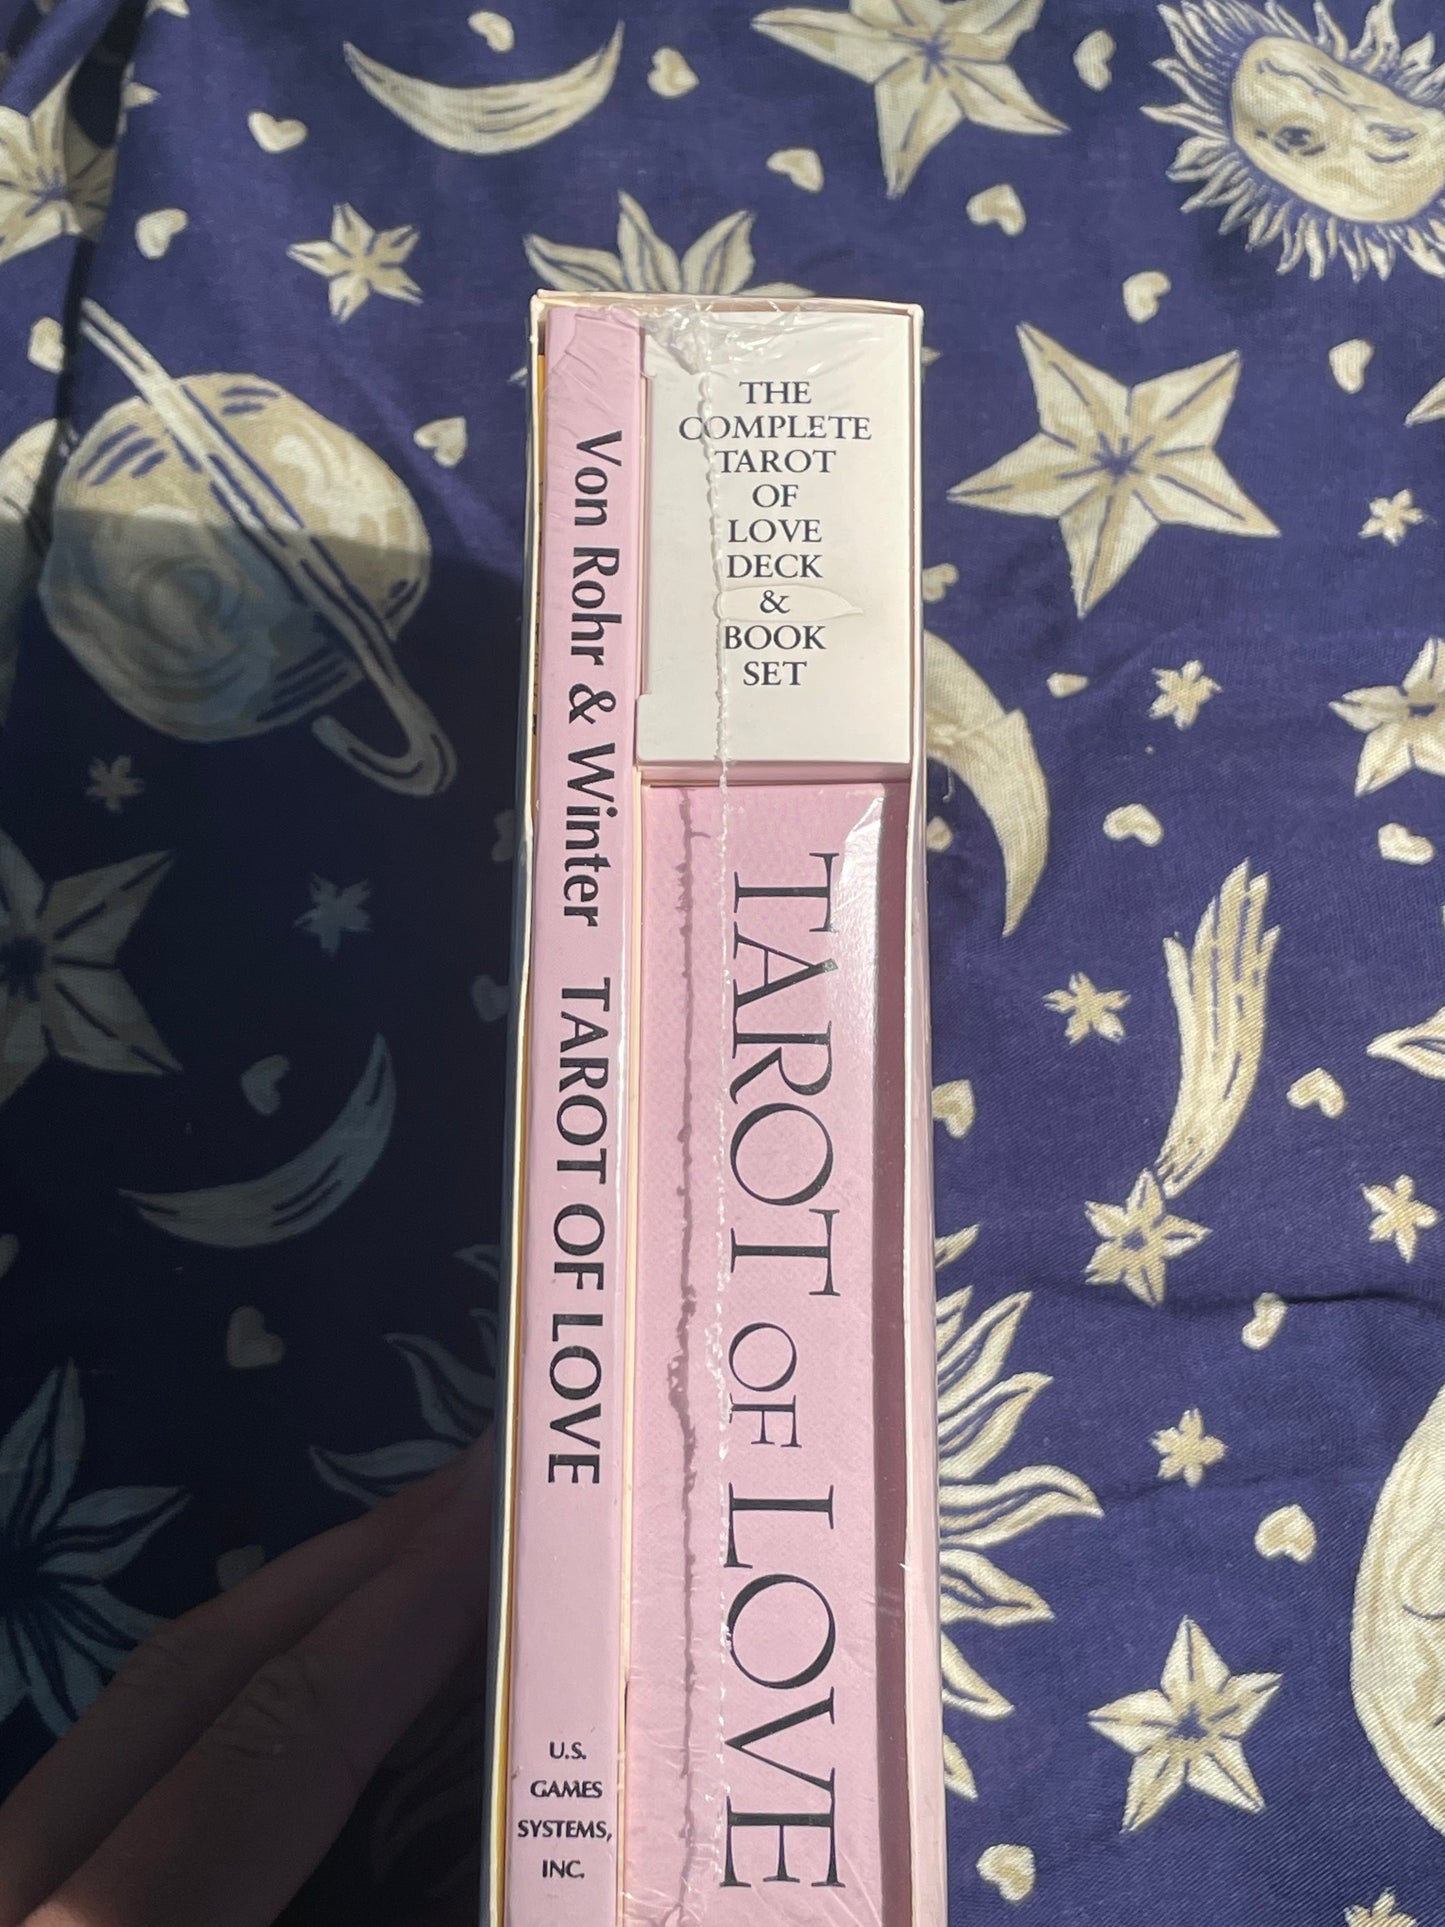 Von Rohr & Winter TAROT OF LOVE
U.S.
GAMES
SYSTEMS,
INC.
THE
COMPLETE
TAROT
OF
LOVE
DECK
&
BOOK
SET
TAROT OF LOVE